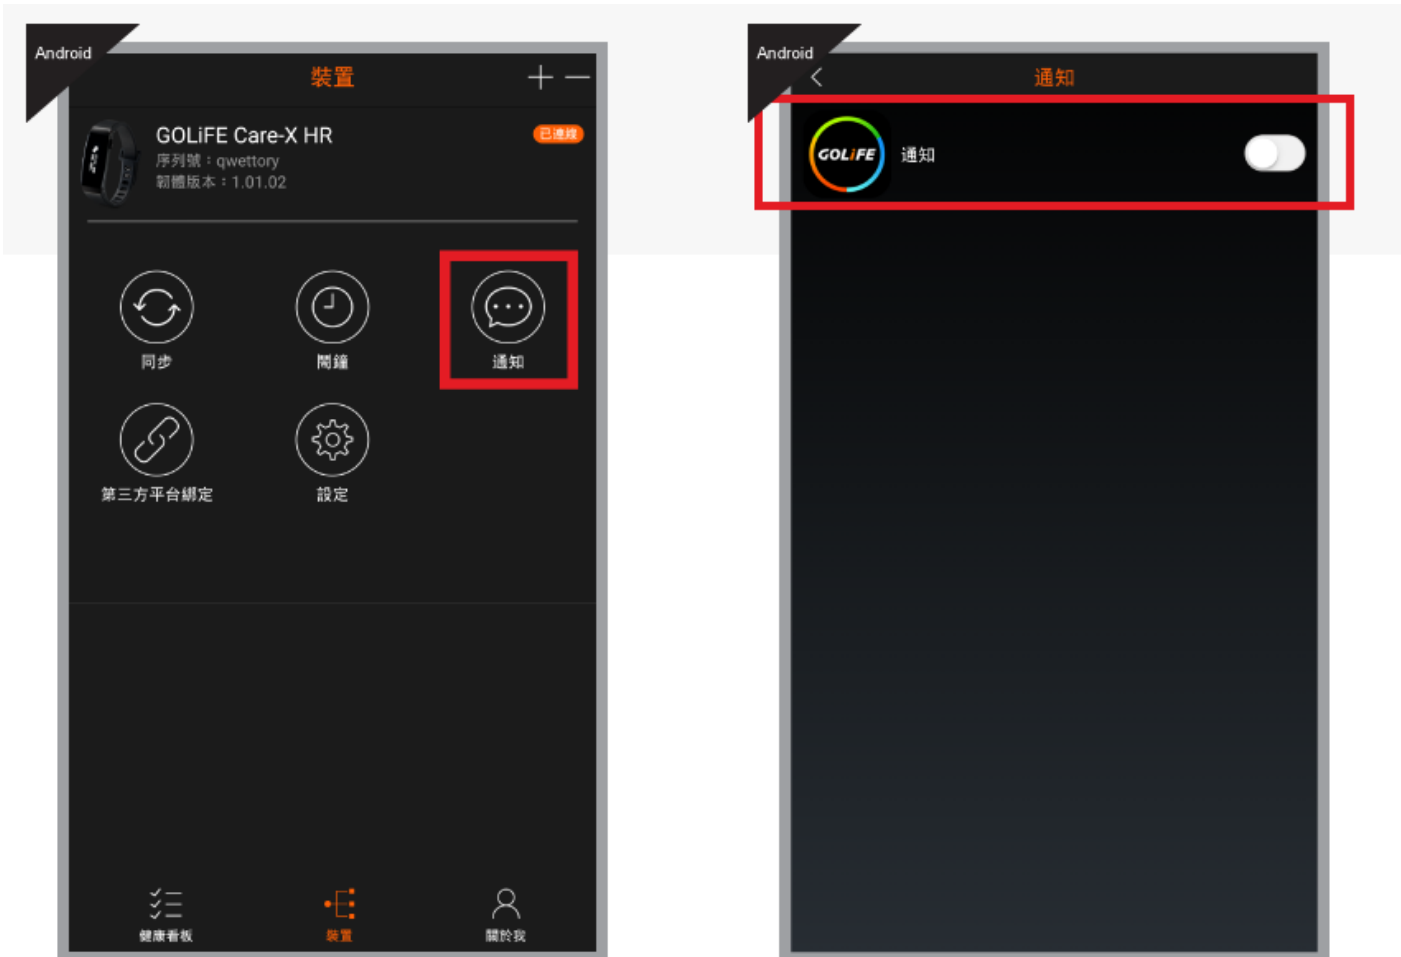 Android
裝置
GOLiFE Care-X HR
已連線
序列號：qwettory
韌體版本：1.01.02
同步
鬧鐘
通知
第三方平台綁定
設定
健康看板
裝置
關於我
Android
通知
GOLiFE
通知